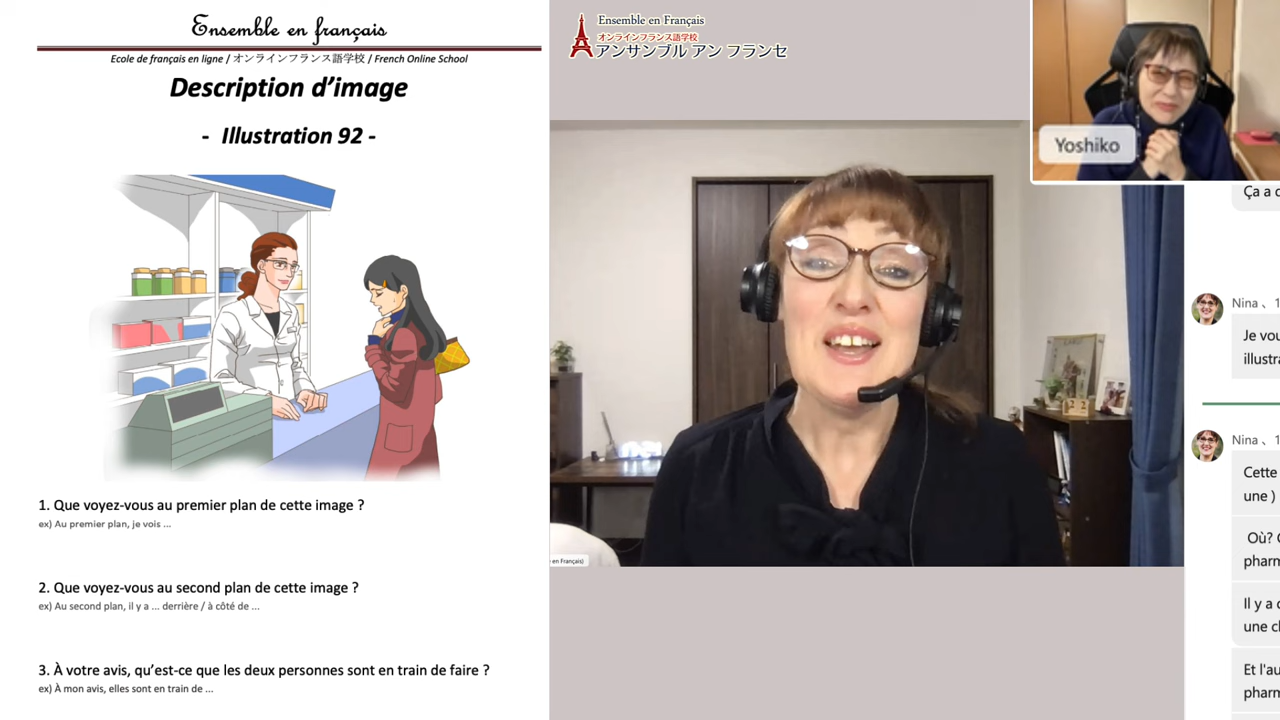 Ensemble en français
Ecole de français en ligne / オンラインフランス語学校 / French Online School
Description d'image
- Illustration 92 -
1. Que voyez-vous au premier plan de cette image ?
ex) Au premier plan, je vois ...
2. Que voyez-vous au second plan de cette image ?
ex) Au second plan, il y a ... derrière / à côté de ...
3. À votre avis, qu'est-ce que les deux personnes sont en train de faire ?
ex) À mon avis, elles sont en train de ...
Ensemble en Français
オンラインフランス語学校
アンサンブル アン フランセ
en Français)
22
Yoshiko
Ça a
Nina、1
Je vou
illustra
Nina、1
Cette
une )
Où?
pharm
Il y a
une
Et l'au
pharm